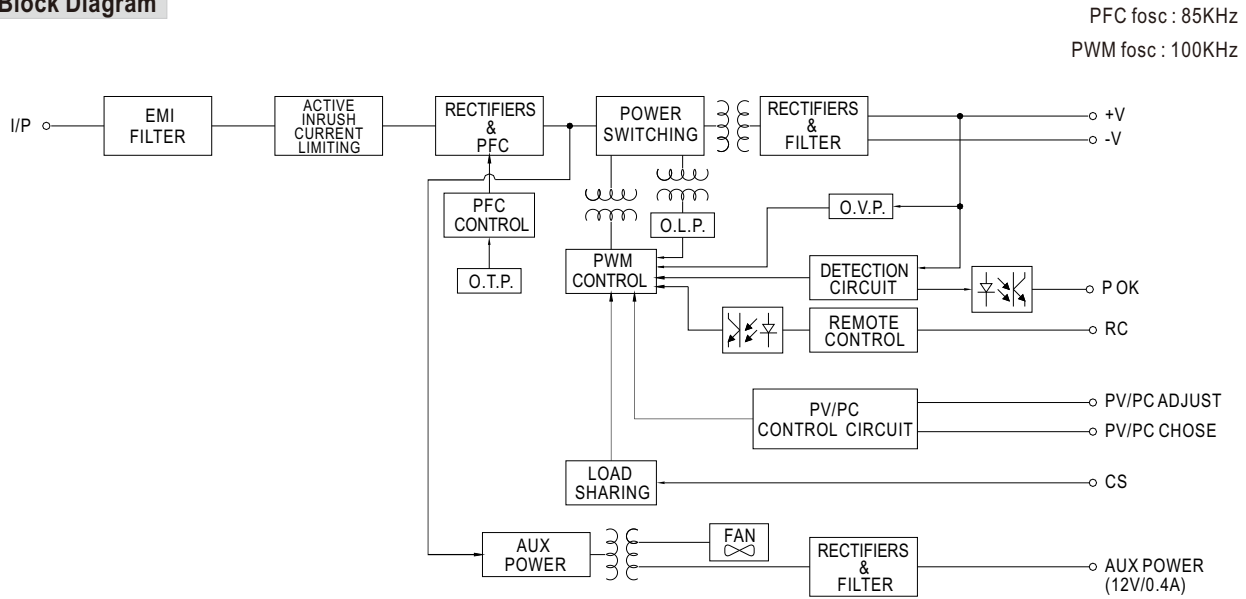 Block Diagram
PFC fosc : 85KHz
PWM fosc : 100KHz
I/P
EMI
FILTER
ACTIVE
INRUSH
CURRENT
LIMITING
RECTIFIERS
&
PFC
POWER
SWITCHING
RECTIFIERS
&
FILTER
+V
-V
PFC
CONTROL
O.T.P.
O.L.P.
O.V.P.
PWM
CONTROL
DETECTION
CIRCUIT
P OK
REMOTE
CONTROL
RC
PV/PC
CONTROL CIRCUIT
PV/PC ADJUST
PV/PC CHOSE
LOAD
SHARING
CS
AUX
POWER
FAN
RECTIFIERS
&
FILTER
AUX POWER
(12V/0.4A)